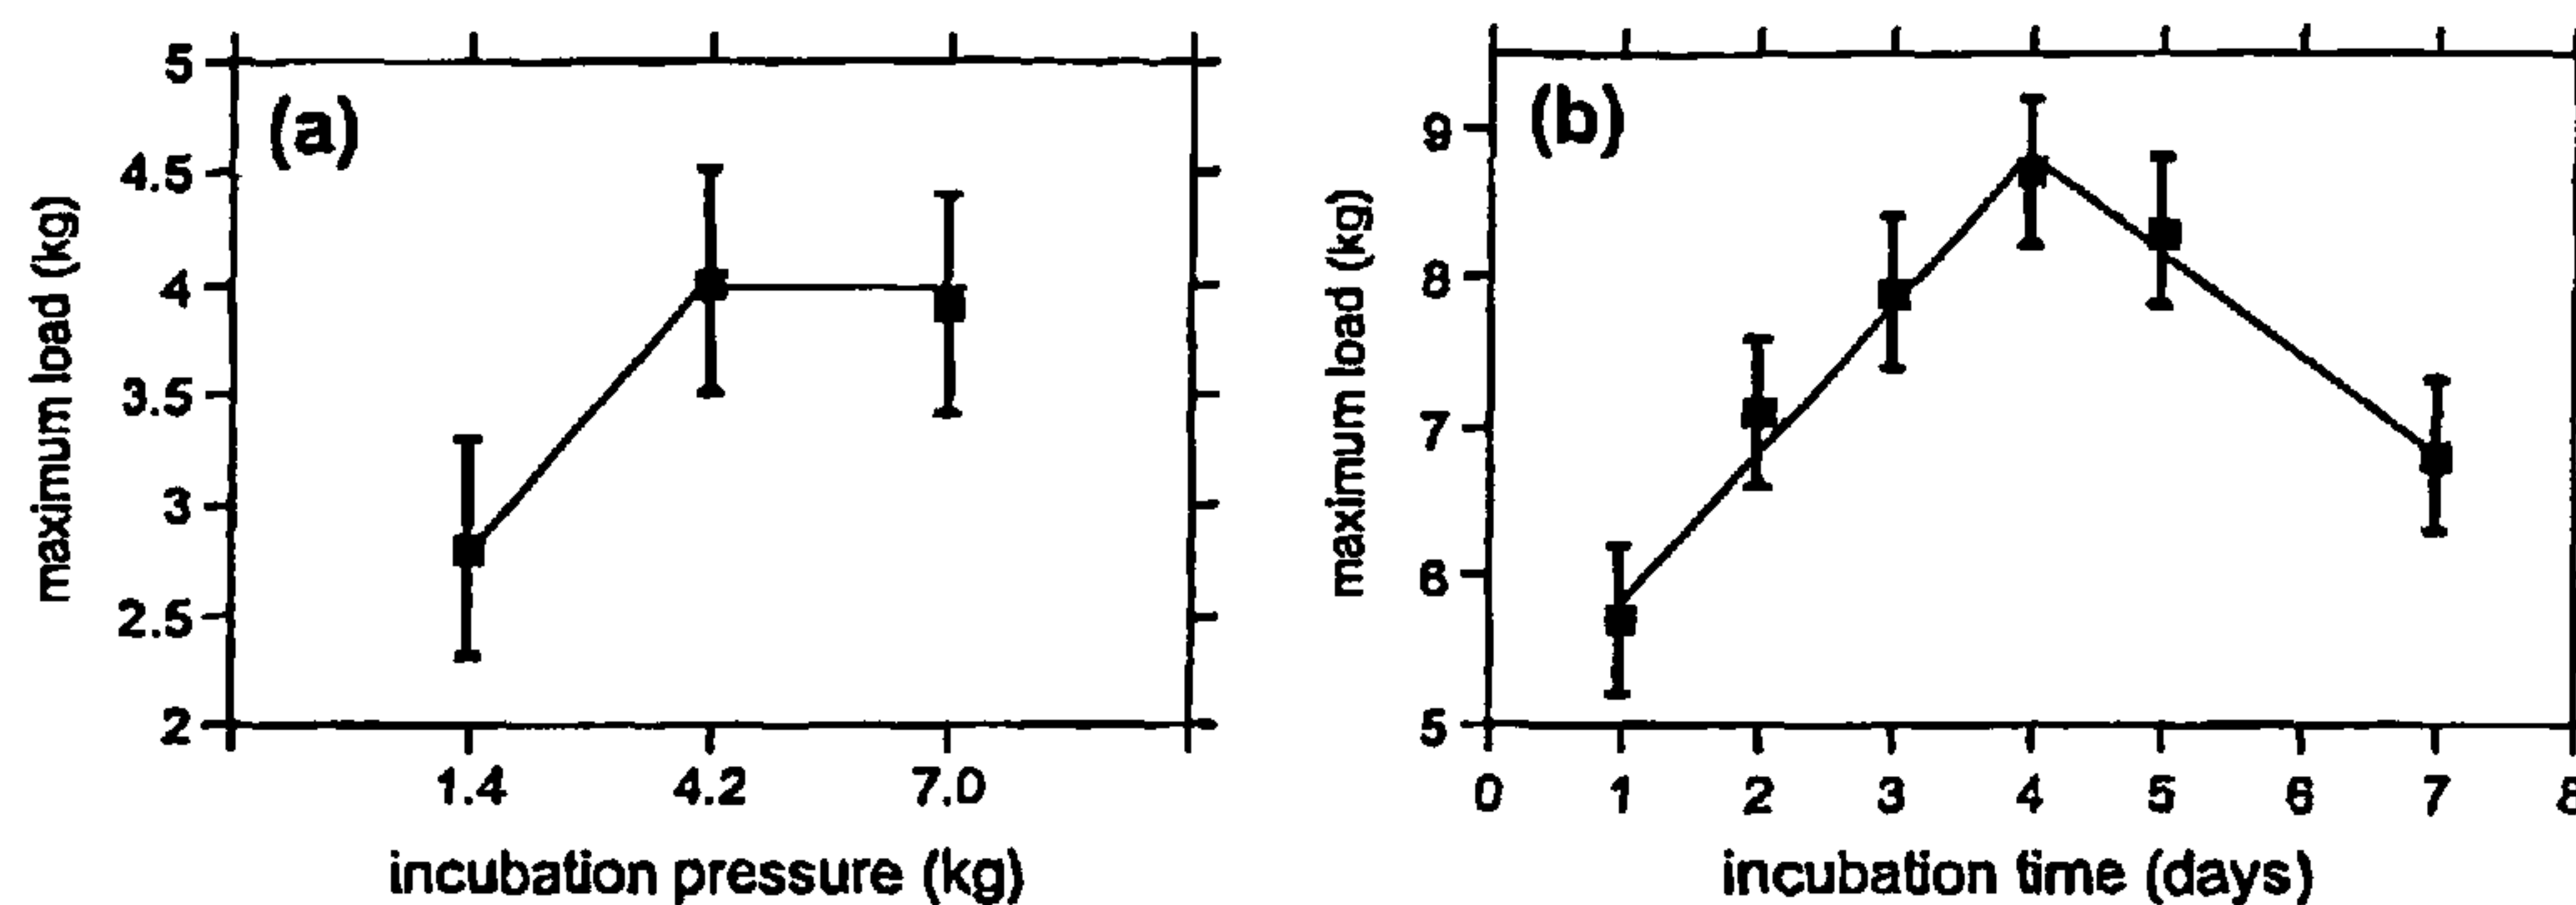 (a)
5
4.5
4
3.5
3
2.5
2
maximum load (kg)
1.4 4.2 7.0
incubation pressure (kg)
(b)
9
8
7
6
5
maximum load (kg)
0 1 2 3 4 5 6 7 8
incubation time (days)